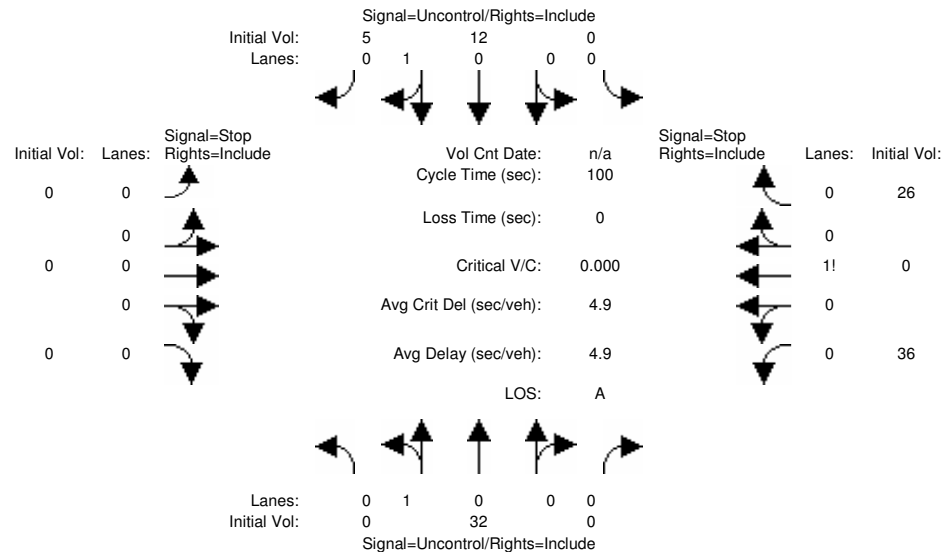 Signal=Uncontrol/Rights=Include
Initial Vol: 5 12 0
Lanes: 0 1 0 0 0
Signal=Stop
Initial Vol: Lanes: Rights=Include
0 0
0
0 0
0
0 0
Vol Cnt Date: n/a
Cycle Time (sec): 100
Loss Time (sec): 0
Critical V/C: 0.000
Avg Crit Del (sec/veh): 4.9
Avg Delay (sec/veh): 4.9
LOS: A
Signal=Stop
Rights=Include Lanes: Initial Vol:
0 26
0
1! 0
0
0 36
Lanes: 0 1 0 0 0
Initial Vol: 0 32 0
Signal=Uncontrol/Rights=Include